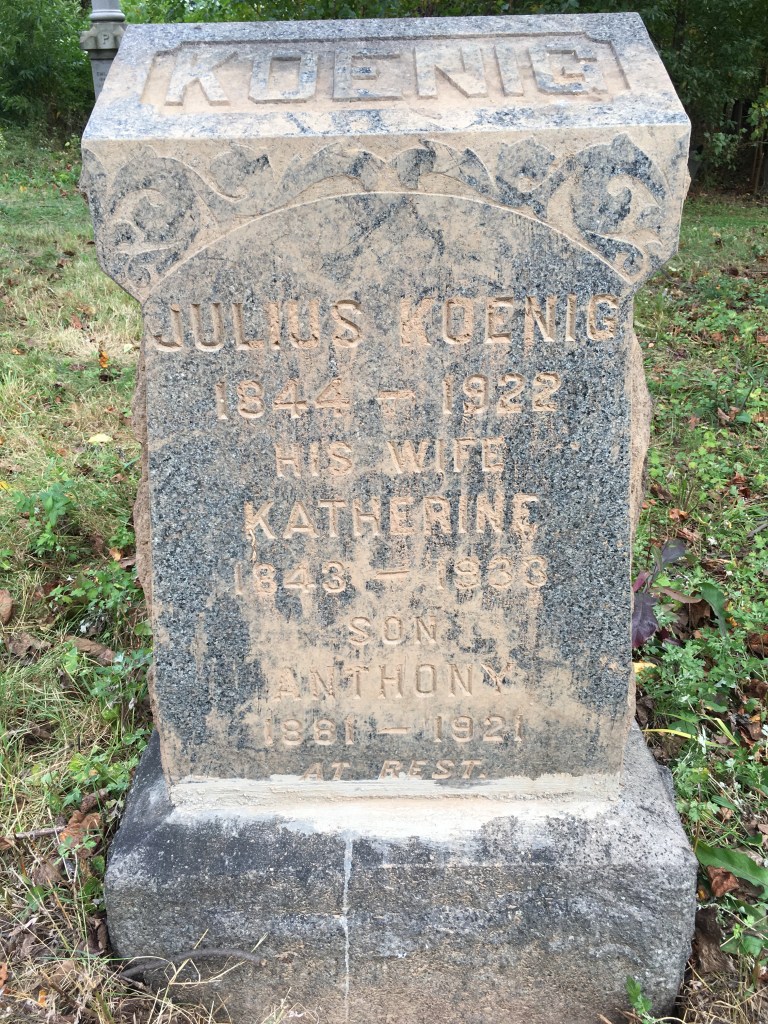 KOENIG
JULIUS KOENIG
1844 – 1922
HIS WIFE
KATHERINE
1843 – 1933
SON
ANTHONY
1881 – 1921
AT REST.